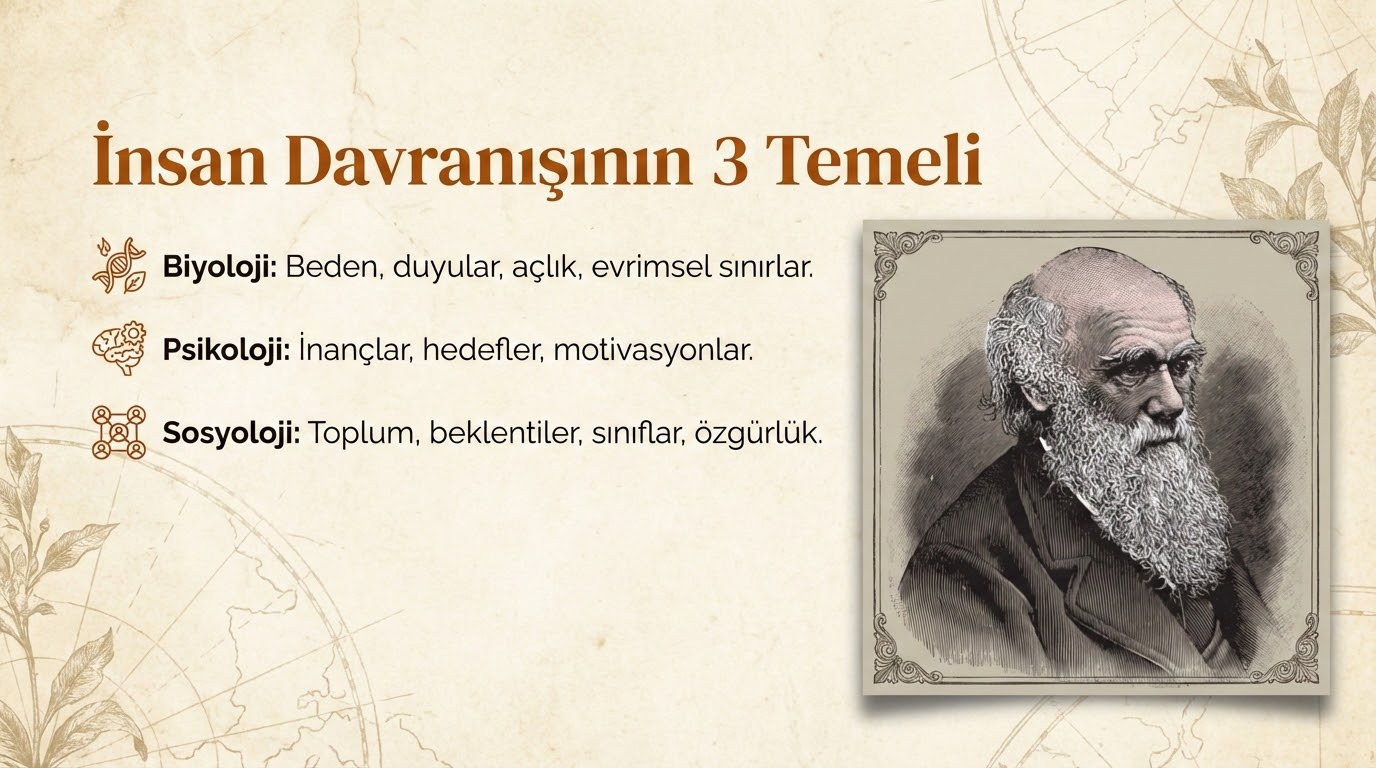 İnsan Davranışının 3 Temeli
Biyoloji: Beden, duyular, açlık, evrimsel sınırlar.
Psikoloji: İnançlar, hedefler, motivasyonlar.
Sosyoloji: Toplum, beklentiler, sınıflar, özgürlük.